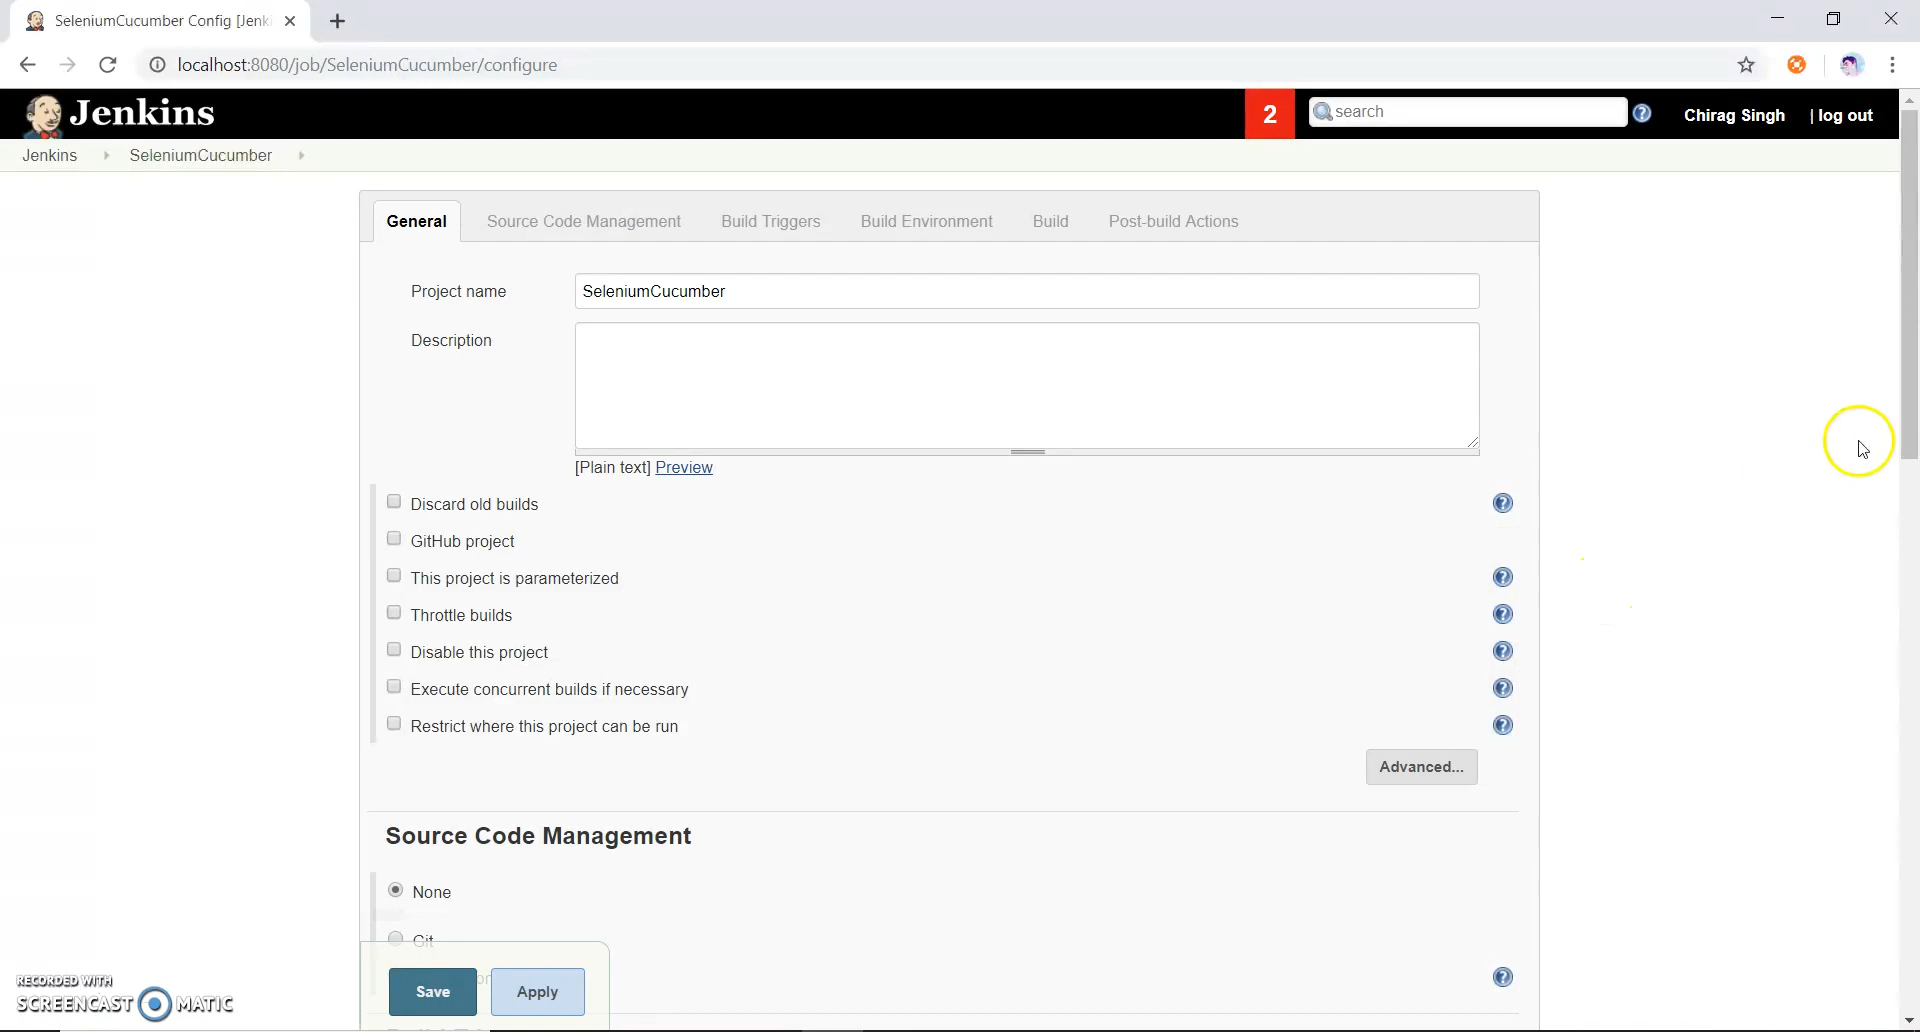 SeleniumCucumber Config [Jenki
localhost:8080/job/SeleniumCucumber/configure
Jenkins
2
search
Chirag Singh
| log out
Jenkins
SeleniumCucumber
General
Source Code Management
Build Triggers
Build Environment
Build
Post-build Actions
Project name
SeleniumCucumber
Description
[Plain text] Preview
Discard old builds
GitHub project
This project is parameterized
Throttle builds
Disable this project
Execute concurrent builds if necessary
Restrict where this project can be run
Advanced...
Source Code Management
None
Git
Save
Apply
RECORDED WITH
SCREENCAST MATIC